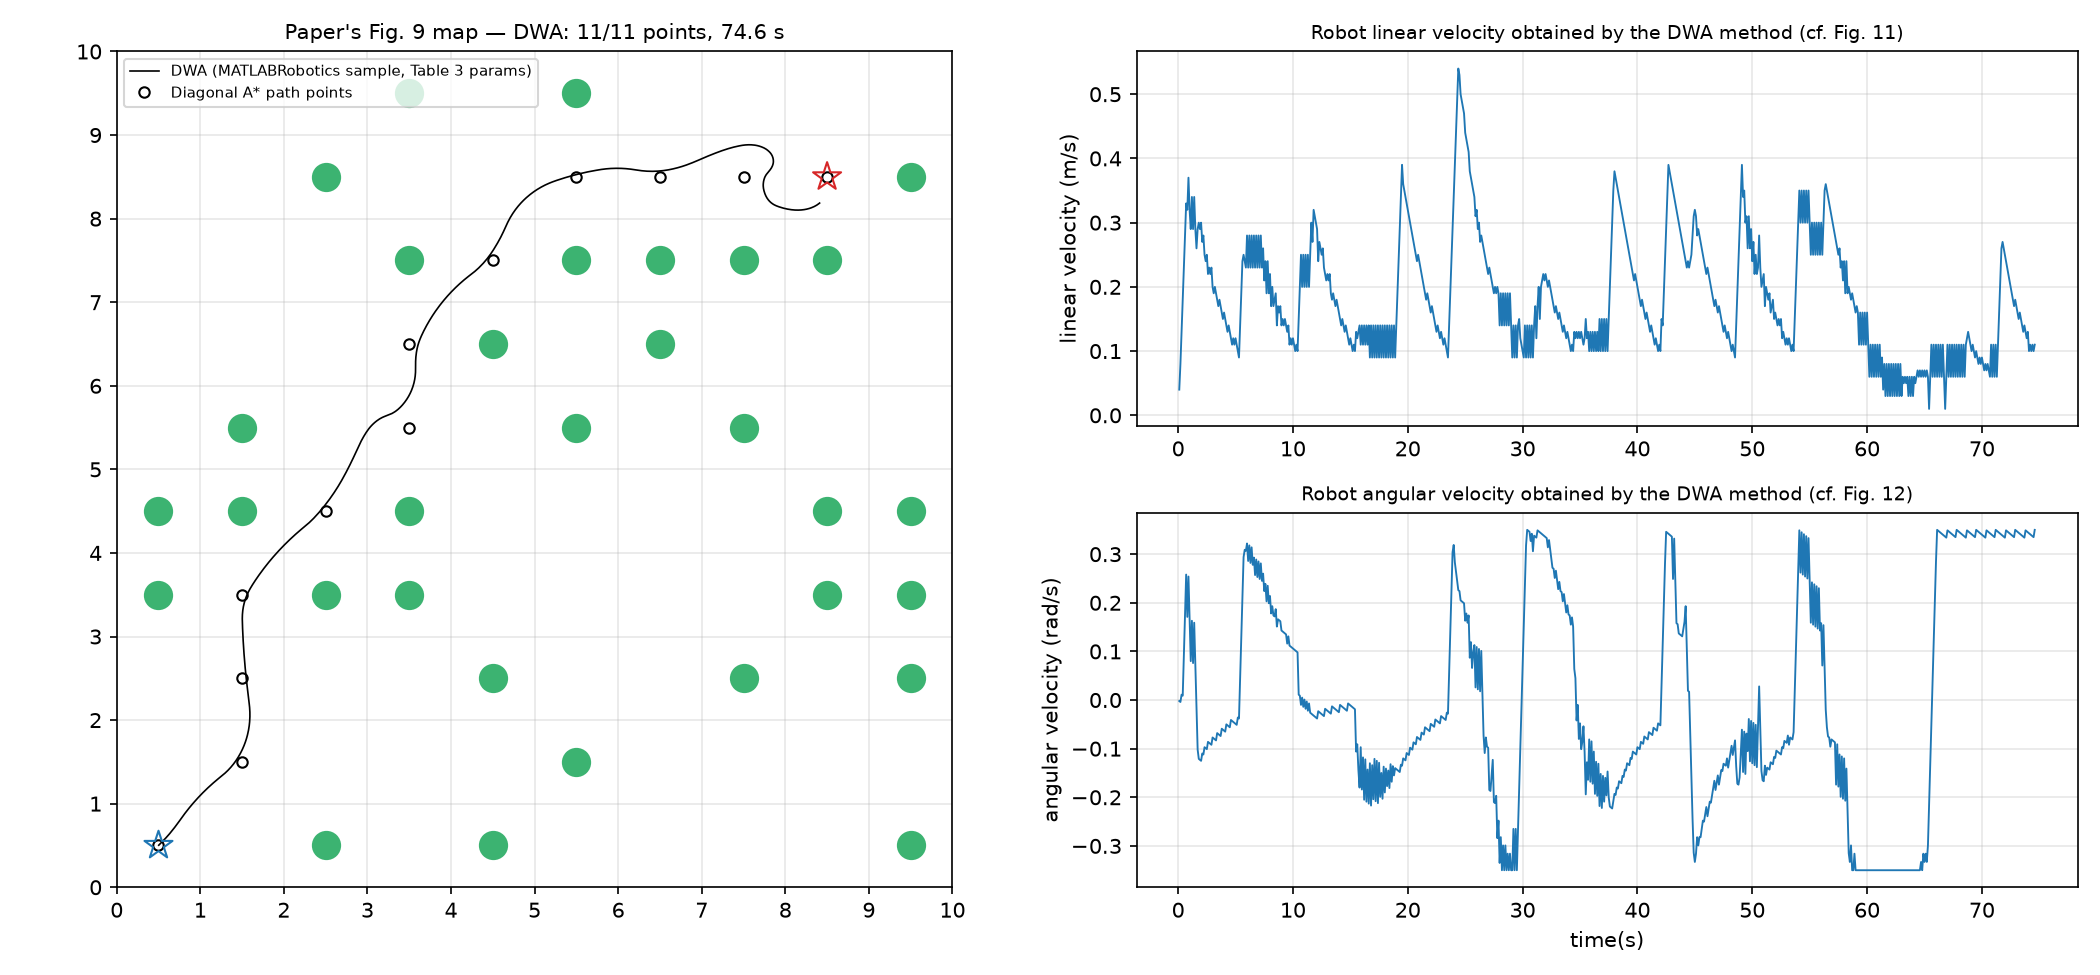 Paper's Fig. 9 map — DWA: 11/11 points, 74.6 s
DWA (MATLABRobotics sample, Table 3 params)
Diagonal A* path points
10
9
8
7
6
5
4
3
2
1
0
0 1 2 3 4 5 6 7 8 9 10
Robot linear velocity obtained by the DWA method (cf. Fig. 11)
linear velocity (m/s)
0.5
0.4
0.3
0.2
0.1
0.0
0 10 20 30 40 50 60 70
Robot angular velocity obtained by the DWA method (cf. Fig. 12)
angular velocity (rad/s)
0.3
0.2
0.1
0.0
−0.1
−0.2
−0.3
0 10 20 30 40 50 60 70
time(s)